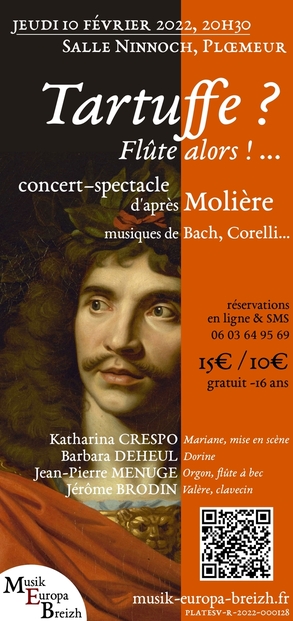 JEUDI 10 FÉVRIER 2022, 20H30
SALLE NINNOCH, PLŒMEUR
Tartuffe ?
Flûte alors ! ...
concert-spectacle
d'après Molière
musiques de Bach, Corelli...
réservations
en ligne & SMS
06 03 64 95 69
15€ / 10€
gratuit -16 ans
Katharina CRESPO Mariane, mise en scène
Barbara DEHEUL Dorine
Jean-Pierre MENUGE Orgon, flûte à bec
Jérôme BRODIN Valère, clavecin
Musik
Europa
Breizh
musik-europa-breizh.fr
PLATESV-R-2022-000128